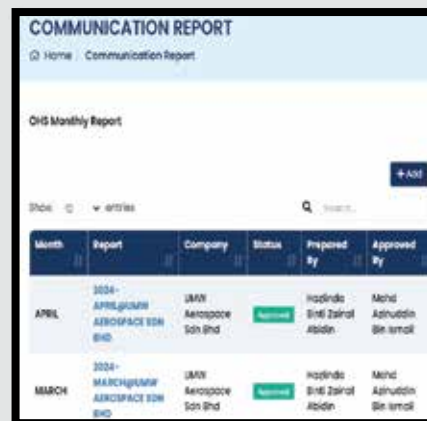 COMMUNICATION REPORT
Home Communication Report
OHS Monthly Report
+ Add
Show entries Search...
Month Report Company Status Prepared By Approved By
APRIL
2024-
APRIL@UMW
AEROSPACE SDN
BHD
UMW
Aerospace
Sdn Bhd
Approved
Hazlinda
Binti Zainal
Abidin
Mohd
Azinuddin
Bin Ismail
MARCH
2024-
MARCH@UMW
AEROSPACE SDN
BHD
UMW
Aerospace
Sdn Bhd
Approved
Hazlinda
Binti Zainal
Abidin
Mohd
Azinuddin
Bin Ismail